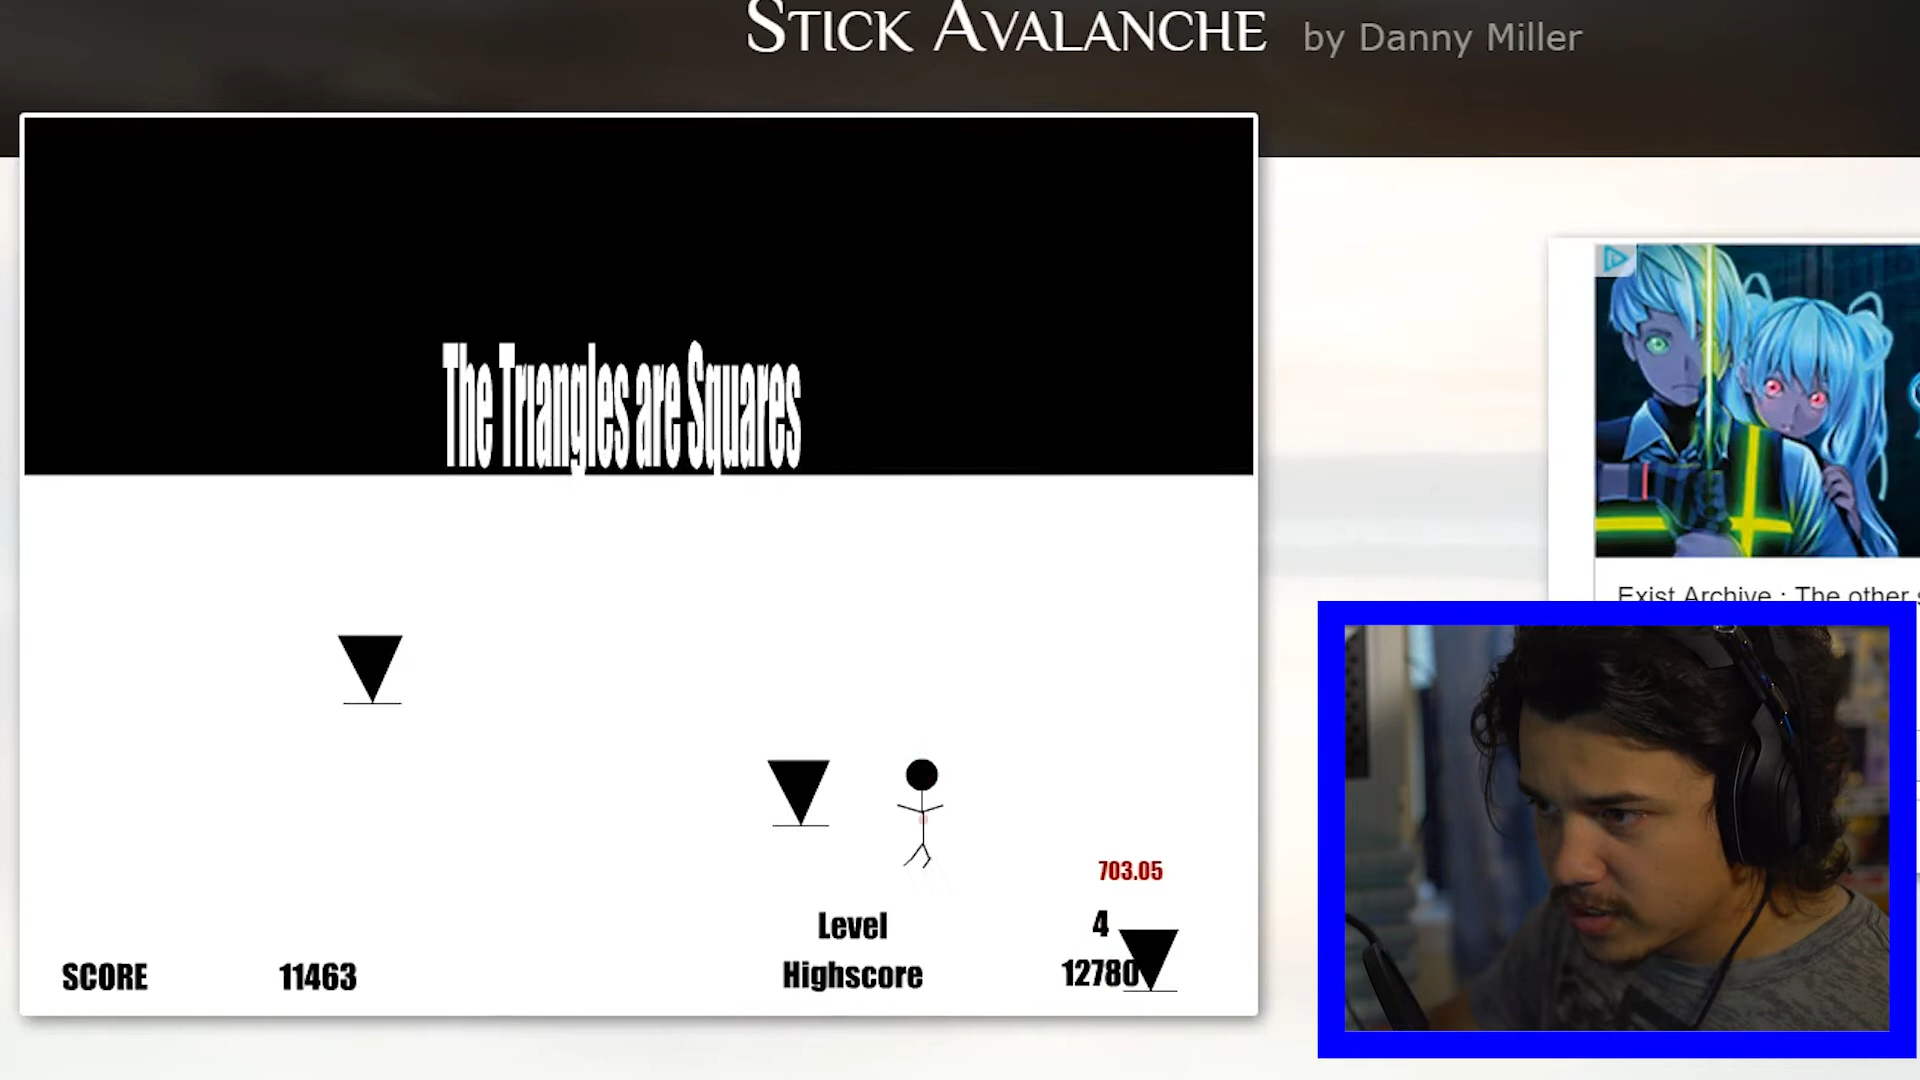 STICK AVALANCHE by Danny Miller
The Triangles are Squares
Exist Archive : The other
703.05
Level 4
SCORE 11463 Highscore 12780